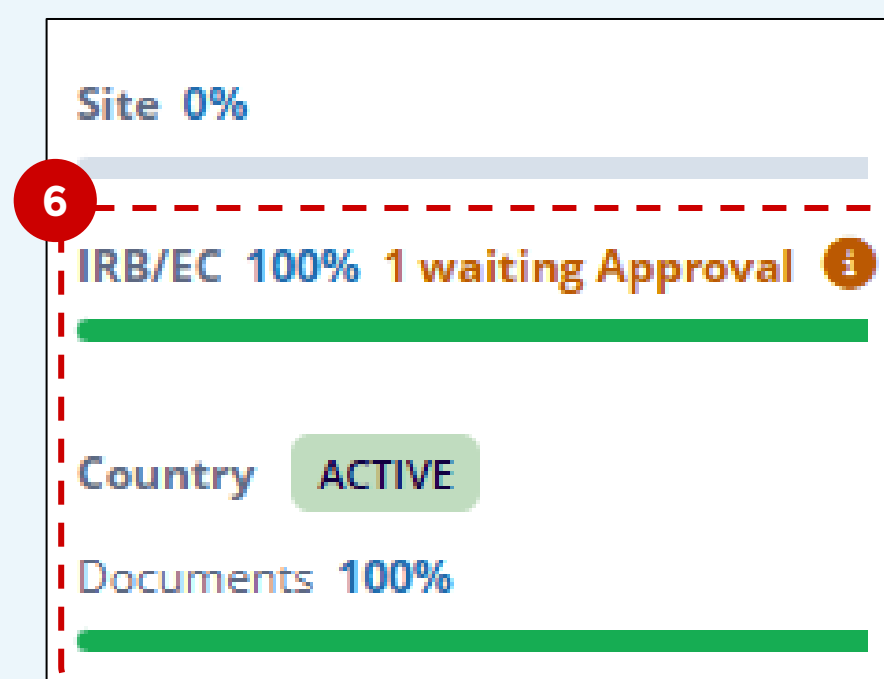 Site 0%
6
IRB/EC 100% 1 waiting Approval i
Country ACTIVE
Documents 100%